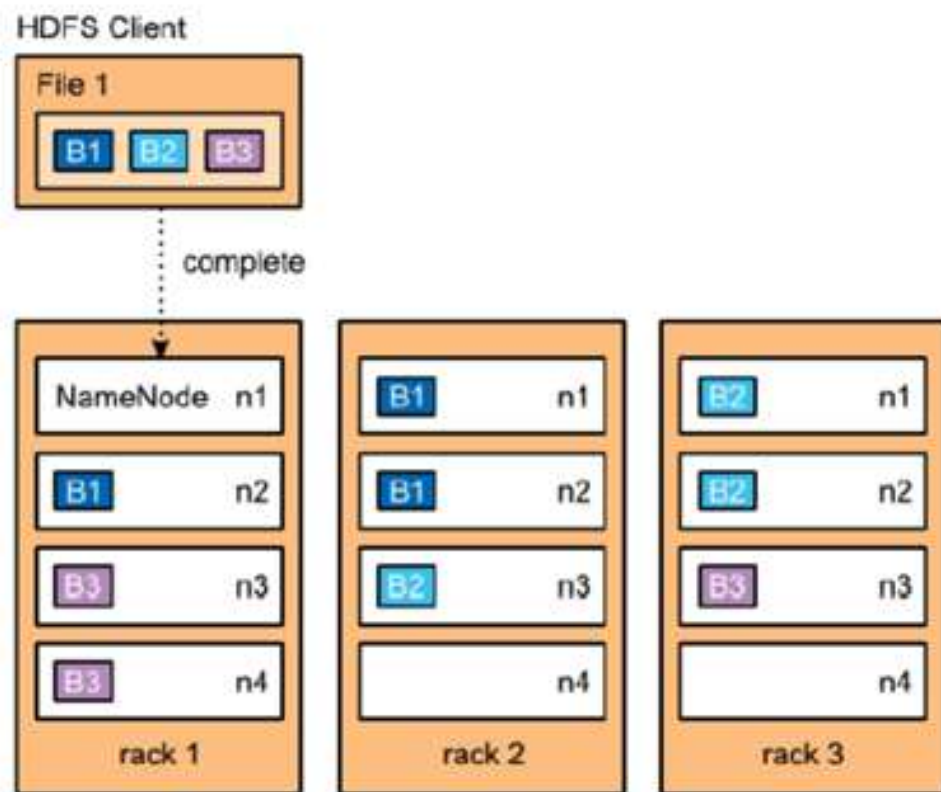 HDFS Client
File 1
B1 B2 B3
complete
NameNode n1
B1 n2
B3 n3
B3 n4
rack 1
B1 n1
B1 n2
B2 n3
n4
rack 2
B2 n1
B2 n2
B3 n3
n4
rack 3